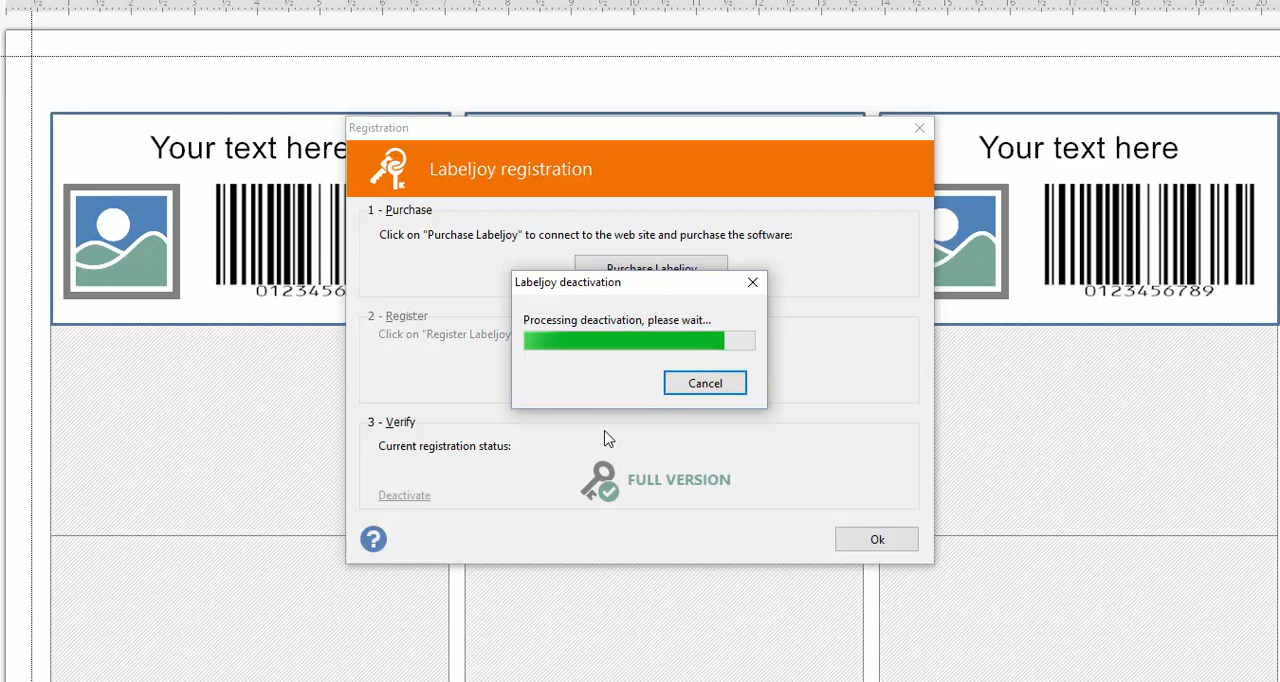 Your text here
0123456
Your text here
0123456789
Registration
Labeljoy registration
1 - Purchase
Click on "Purchase Labeljoy" to connect to the web site and purchase the software:
Purchase Labeljoy
2 - Register
Click on "Register Labeljoy
Labeljoy deactivation
Processing deactivation, please wait...
Cancel
3 - Verify
Current registration status:
FULL VERSION
Deactivate
?
Ok